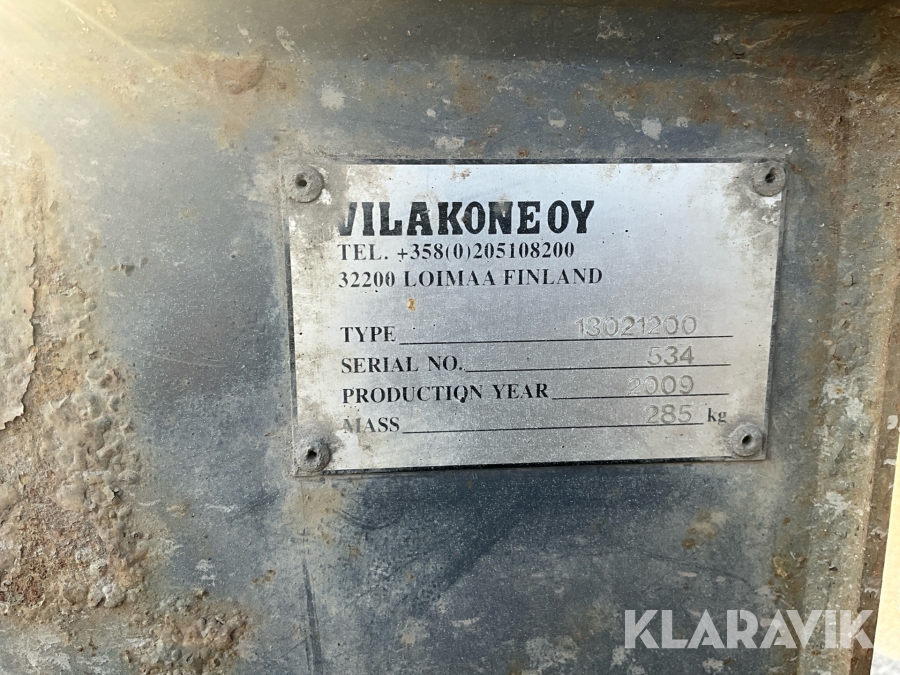 VILAKONE OY
TEL. +358(0)205108200
32200 LOIMAA FINLAND
TYPE 13021200
SERIAL NO. 534
PRODUCTION YEAR 2009
MASS 285 kg
KLARAVIK